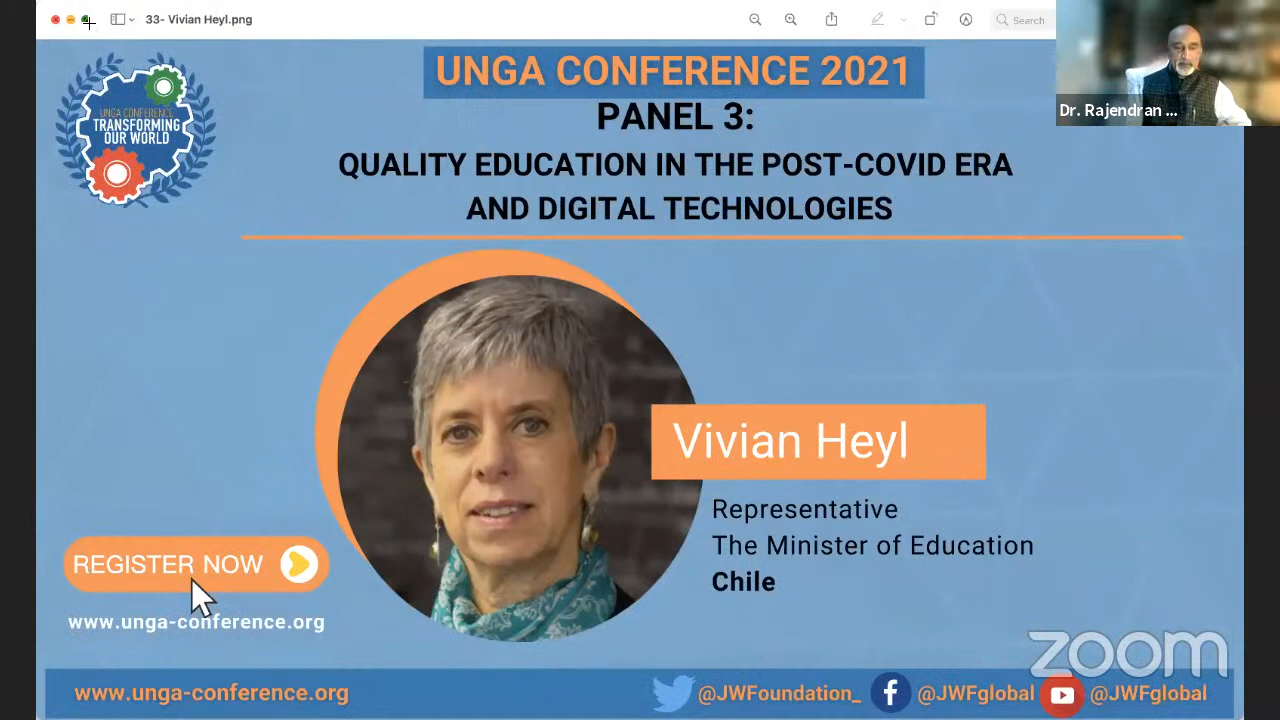 33- Vivian Heyl.png
Search
Dr. Rajendran ...
UNGA CONFERENCE 2021
PANEL 3:
QUALITY EDUCATION IN THE POST-COVID ERA
AND DIGITAL TECHNOLOGIES
UNGA CONFERENCE
TRANSFORMING
OUR WORLD
Vivian Heyl
Representative
The Minister of Education
Chile
REGISTER NOW
www.unga-conference.org
zoom
www.unga-conference.org
@JWFoundation_
@JWFglobal
@JWFglobal